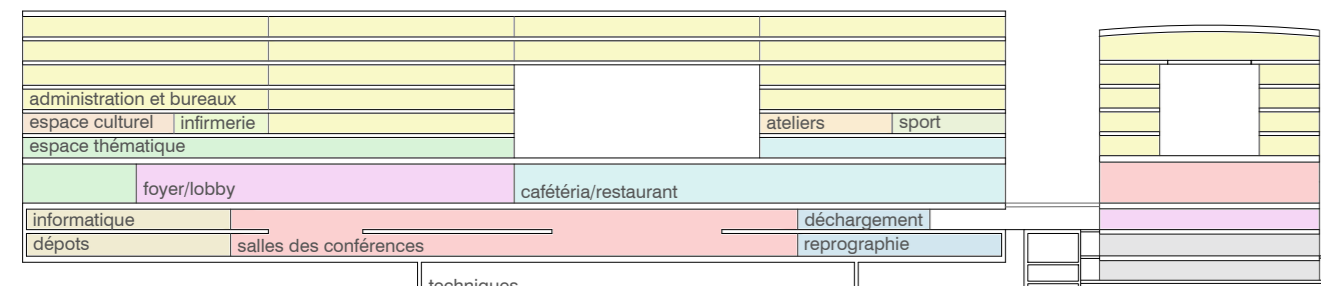 administration et bureaux
espace culturel infirmerie ateliers sport
espace thématique
foyer/lobby cafétéria/restaurant
informatique déchargement
dépots salles des conférences reprographie
techniques